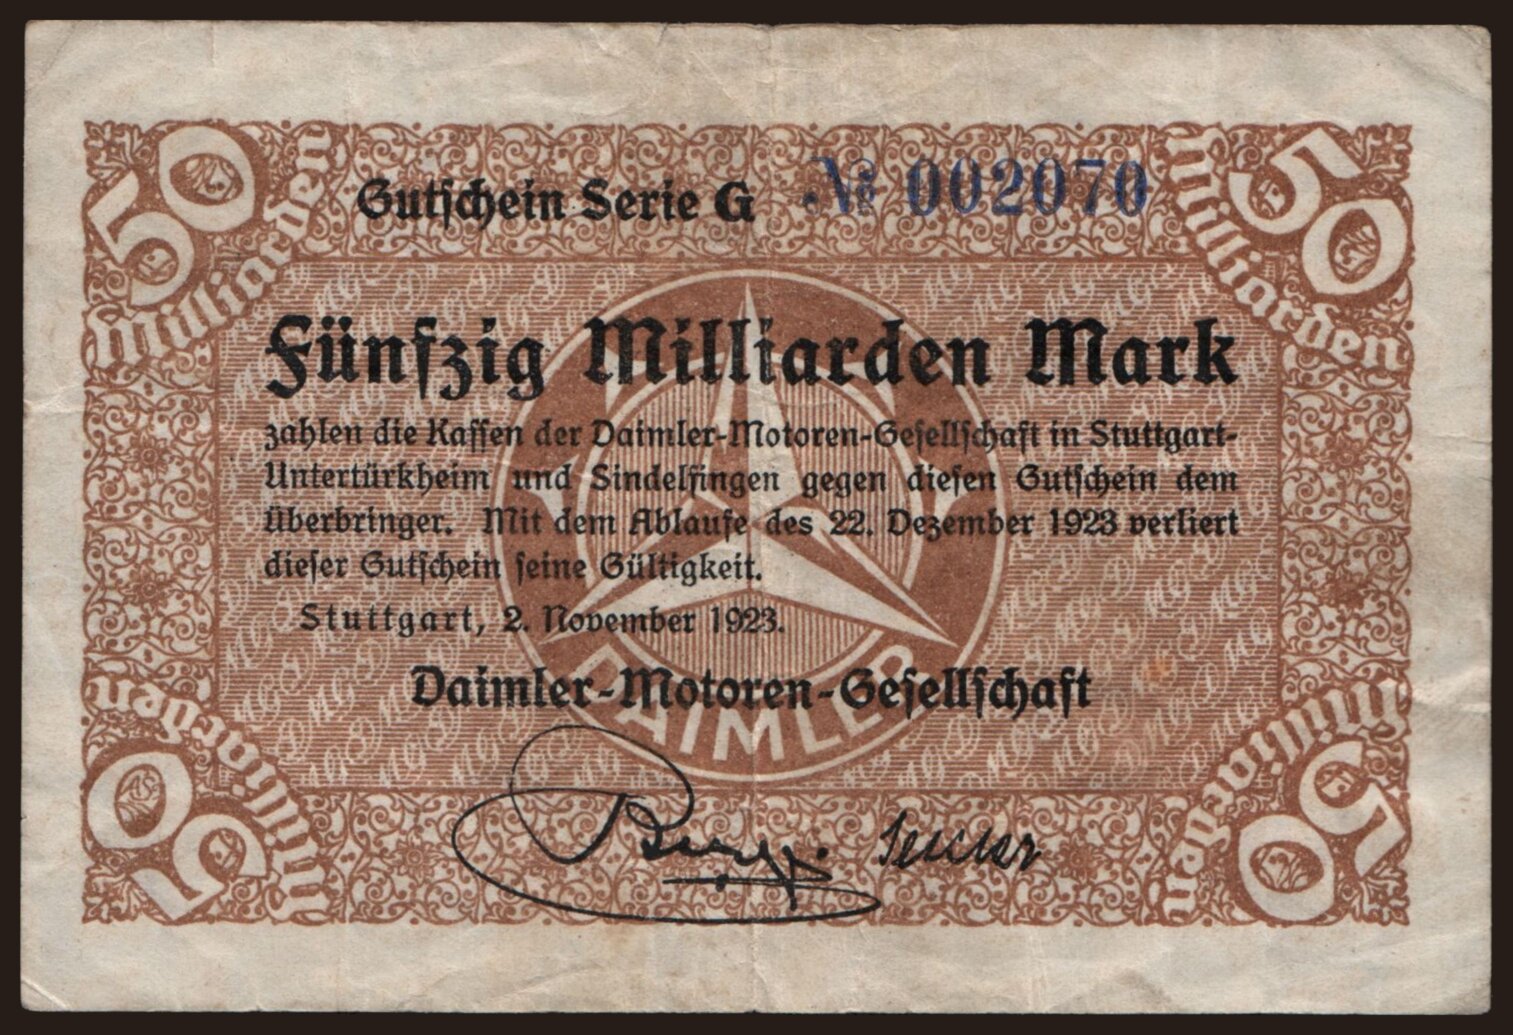 50 Milliarden
Gutschein Serie G № 002070
50 Milliarden
Fünfzig Milliarden Mark
zahlen die Kassen der Daimler-Motoren-Gesellschaft in Stuttgart-
Untertürkheim und Sindelfingen gegen diesen Gutschein dem
Überbringer. Mit dem Ablaufe des 22. Dezember 1923 verliert
dieser Gutschein seine Gültigkeit.
Stuttgart, 2. November 1923.
Daimler-Motoren-Gesellschaft
DAIMLER
50 Milliarden
50 Milliarden